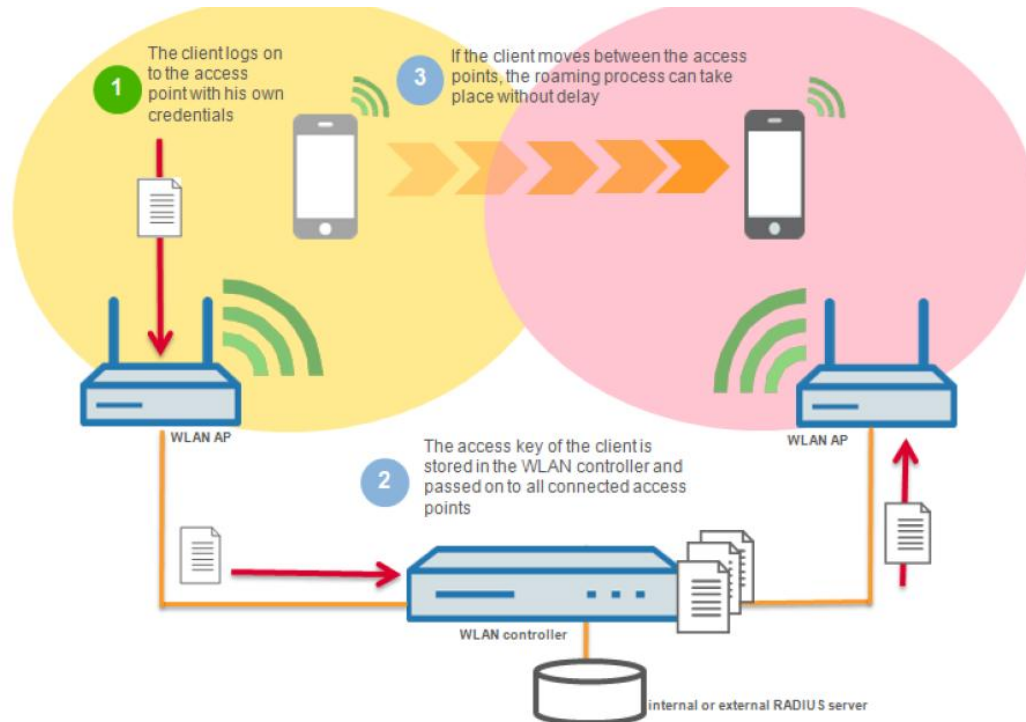 1
The client logs on
to the access
point with his own
credentials
3
If the client moves between the access
points, the roaming process can take
place without delay
WLAN AP
WLAN AP
2
The access key of the client is
stored in the WLAN controller and
passed on to all connected access
points
WLAN controller
internal or external RADIUS server